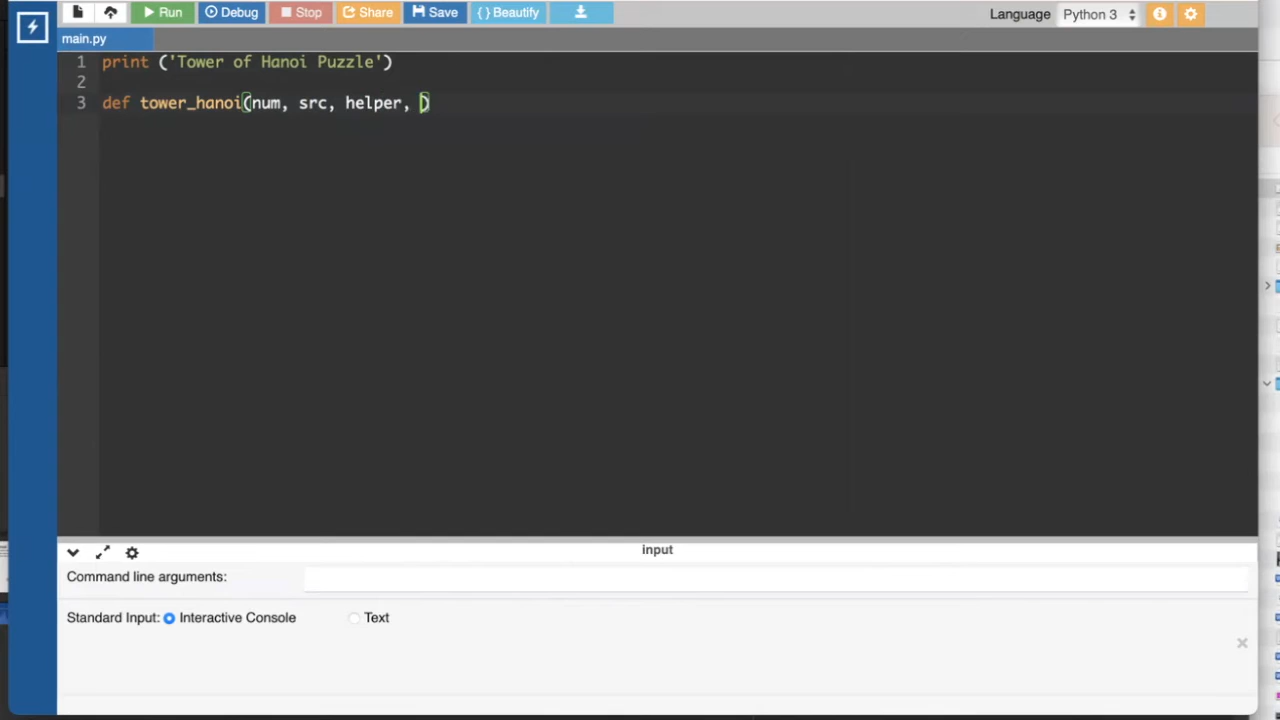 Run Debug Stop Share Save { } Beautify Language Python 3
main.py
1 print ('Tower of Hanoi Puzzle')
2
3 def tower_hanoi(num, src, helper, )
input
Command line arguments:
Standard Input: Interactive Console Text